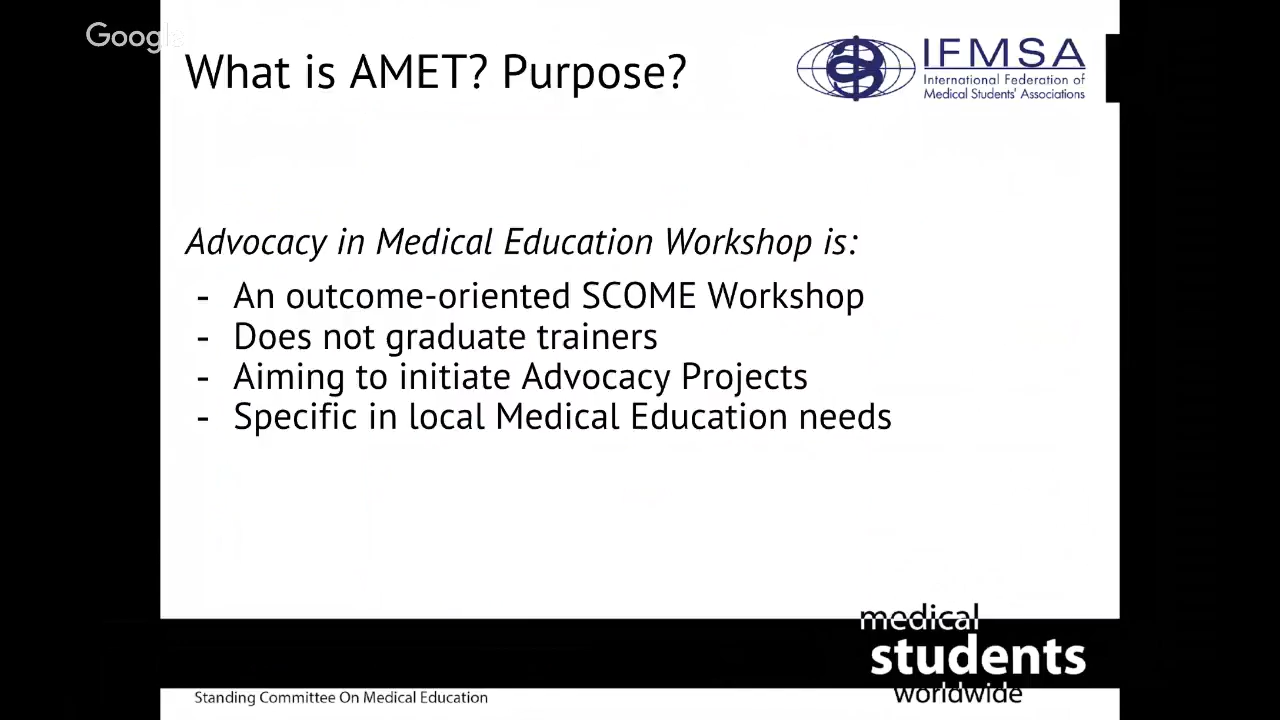 Google
What is AMET? Purpose?
IFMSA
International Federation of
Medical Students' Associations
Advocacy in Medical Education Workshop is:
- An outcome-oriented SCOME Workshop
- Does not graduate trainers
- Aiming to initiate Advocacy Projects
- Specific in local Medical Education needs
medical
students
worldwide
Standing Committee On Medical Education